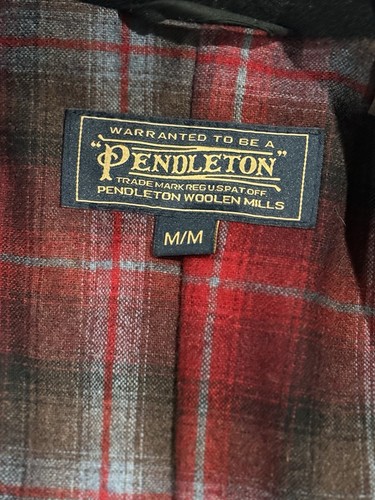 WARRANTED TO BE A
"PENDLETON"
TRADE MARK REG U S PAT. OFF
PENDLETON WOOLEN MILLS
M/M